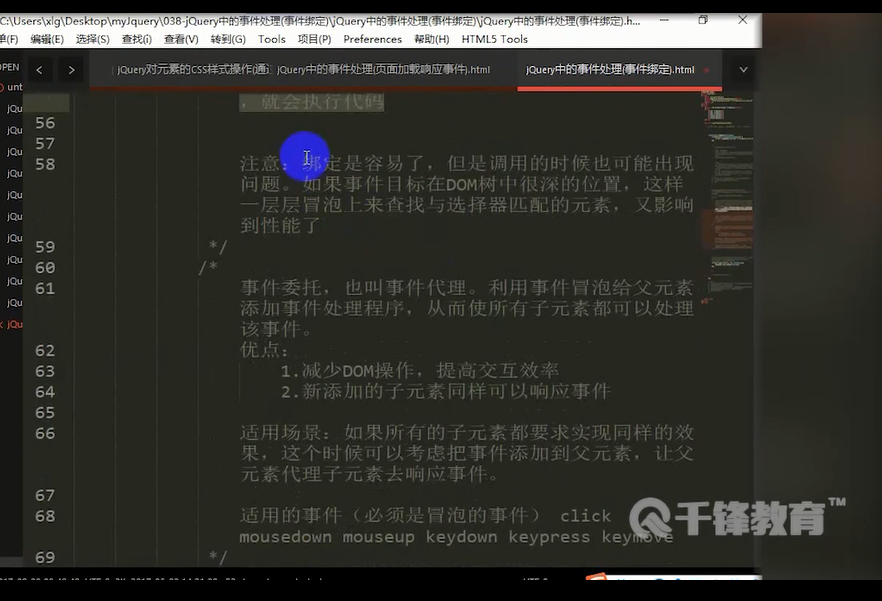 C:\Users\xlg\Desktop\myJquery\038-jQuery中的事件处理(事件绑定)\jQuery中的事件处理(事件绑定)\jQuery中的事件处理(事件绑定).h...
单(F) 编辑(E) 选择(S) 查找(i) 查看(V) 转到(G) Tools 项目(P) Preferences 帮助(H) HTML5 Tools
OPEN
jQuery对元素的CSS样式操作(通 jQuery中的事件处理(页面加载响应事件).html jQuery中的事件处理(事件绑定).html
unt
jQu
jQu
jQu
jQu
jQu
jQu
jQu
jQu
jQu
jQu
jQu
，就会执行代码
56
57
58 注意：绑定是容易了，但是调用的时候也可能出现
问题。如果事件目标在DOM树中很深的位置，这样
一层层冒泡上来查找与选择器匹配的元素，又影响
到性能了
59 */
60 /*
61 事件委托，也叫事件代理。利用事件冒泡给父元素
添加事件处理程序，从而使所有子元素都可以处理
该事件。
62 优点：
63 1.减少DOM操作，提高交互效率
64 2.新添加的子元素同样可以响应事件
65
66 适用场景：如果所有的子元素都要求实现同样的效
果，这个时候可以考虑把事件添加到父元素，让父
元素代理子元素去响应事件。
67
68 适用的事件（必须是冒泡的事件） click
mousedown mouseup keydown keypress keymove
69 */
千锋教育™